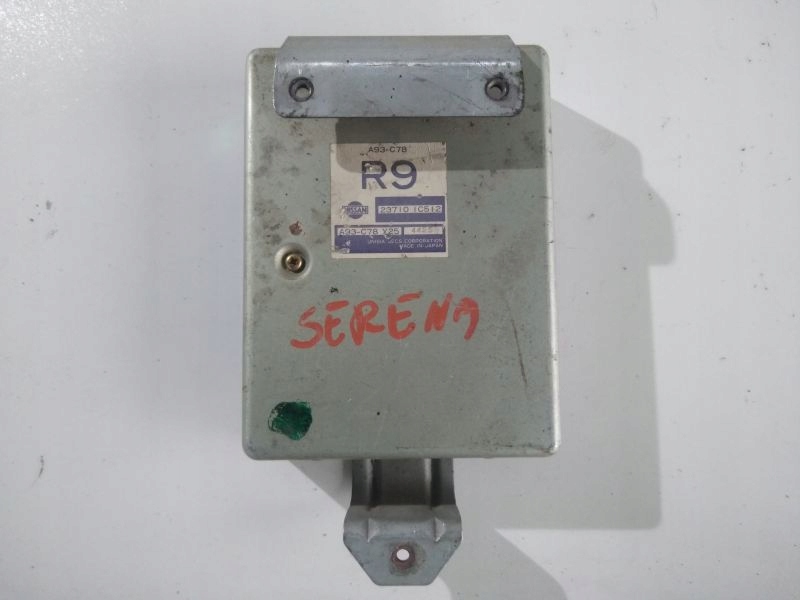 A93-C78
R9
NISSAN
23710 1C512
A93-C78 X25
UNISIA JECS CORPORATION
MADE IN JAPAN
SERENA